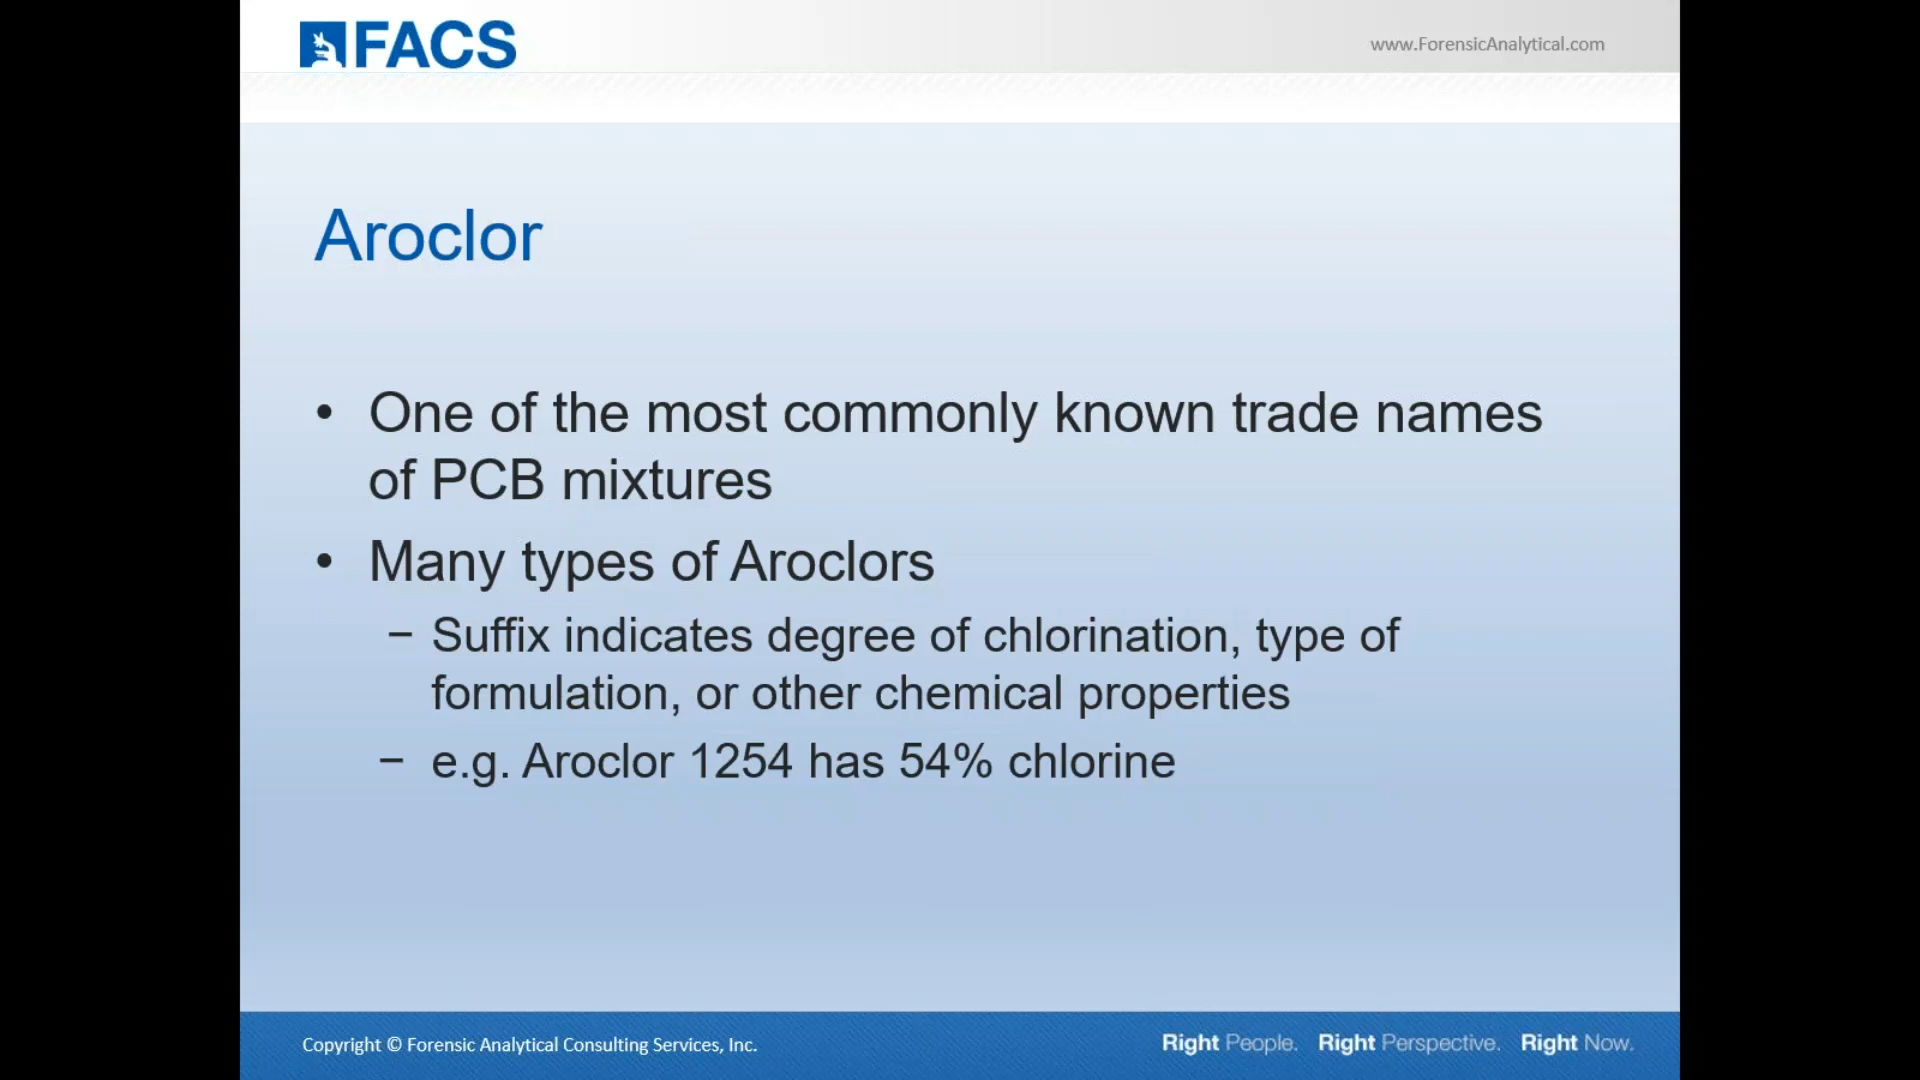 FACS
www.ForensicAnalytical.com
Aroclor
• One of the most commonly known trade names
of PCB mixtures
• Many types of Aroclors
– Suffix indicates degree of chlorination, type of
formulation, or other chemical properties
– e.g. Aroclor 1254 has 54% chlorine
Copyright © Forensic Analytical Consulting Services, Inc.
Right People. Right Perspective. Right Now.